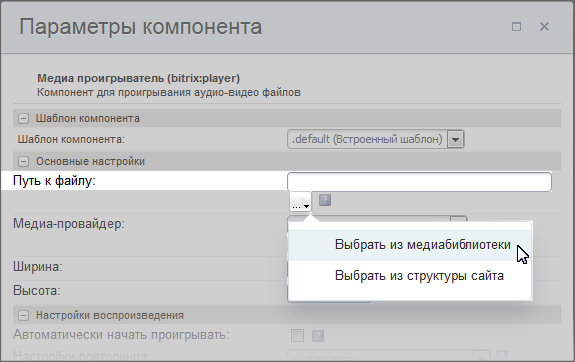 Параметры компонента
Медиа проигрыватель (bitrix:player)
Компонент для проигрывания аудио-видео файлов
Шаблон компонента
Шаблон компонента: .default (Встроенный шаблон)
Основные настройки
Путь к файлу:
... ?
Медиа-провайдер:
Выбрать из медиабиблиотеки
Ширина:
Выбрать из структуры сайта
Высота:
Настройки воспроизведения
Автоматически начать проигрывать: ?
Настройки повторения